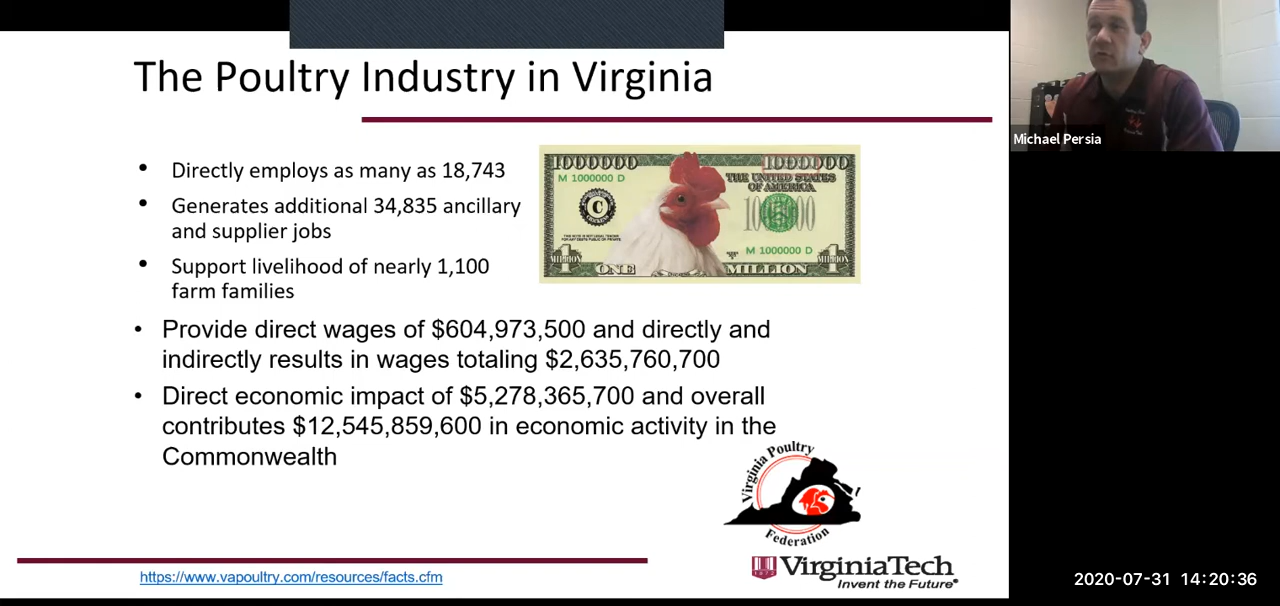 The Poultry Industry in Virginia
• Directly employs as many as 18,743
• Generates additional 34,835 ancillary
and supplier jobs
• Support livelihood of nearly 1,100
farm families
• Provide direct wages of $604,973,500 and directly and
indirectly results in wages totaling $2,635,760,700
• Direct economic impact of $5,278,365,700 and overall
contributes $12,545,859,600 in economic activity in the
Commonwealth
1000000
M 1000000 D
C
THE UNITED STATES
OF AMERICA
M 1000000 D
1 ONE MILLION 1
Virginia Poultry
Federation
https://www.vapoultry.com/resources/facts.cfm
VirginiaTech
Invent the Future®
Michael Persia
2020-07-31 14:20:36